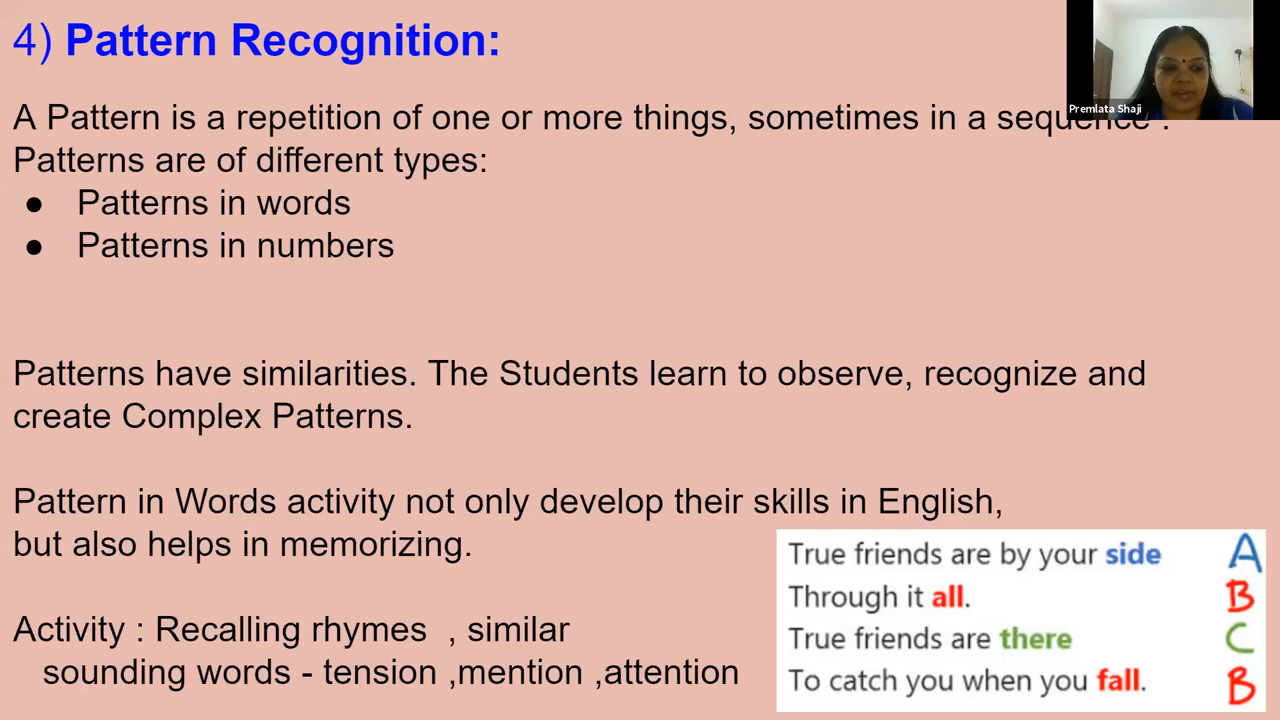 4) Pattern Recognition:
Premlata Shaji
A Pattern is a repetition of one or more things, sometimes in a sequence .
Patterns are of different types:
● Patterns in words
● Patterns in numbers
Patterns have similarities. The Students learn to observe, recognize and
create Complex Patterns.
Pattern in Words activity not only develop their skills in English,
but also helps in memorizing.
Activity : Recalling rhymes , similar
sounding words - tension ,mention ,attention
True friends are by your side A
Through it all. B
True friends are there C
To catch you when you fall. B